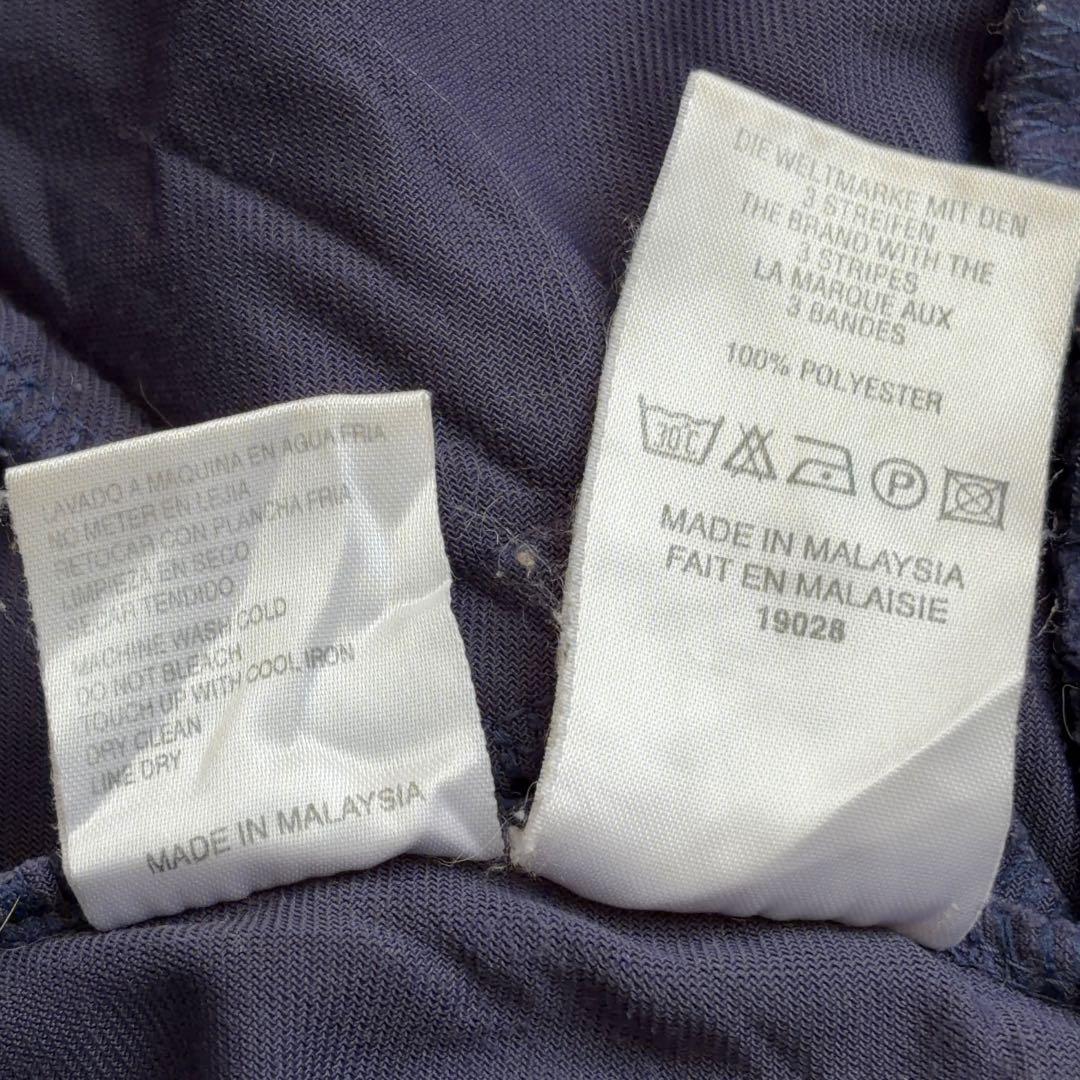 LAVADO A MAQUINA EN AGUA FRIA
NO METER EN LEJIA
RETOCAR CON PLANCHA FRIA
LIMPIEZA EN SECO
SECAR TENDIDO
MACHINE WASH COLD
DO NOT BLEACH
TOUCH UP WITH COOL IRON
DRY CLEAN
LINE DRY
MADE IN MALAYSIA
DIE WELTMARKE MIT DEN
3 STREIFEN
THE BRAND WITH THE
3 STRIPES
LA MARQUE AUX
3 BANDES
100% POLYESTER
30C P
MADE IN MALAYSIA
FAIT EN MALAISIE
19028